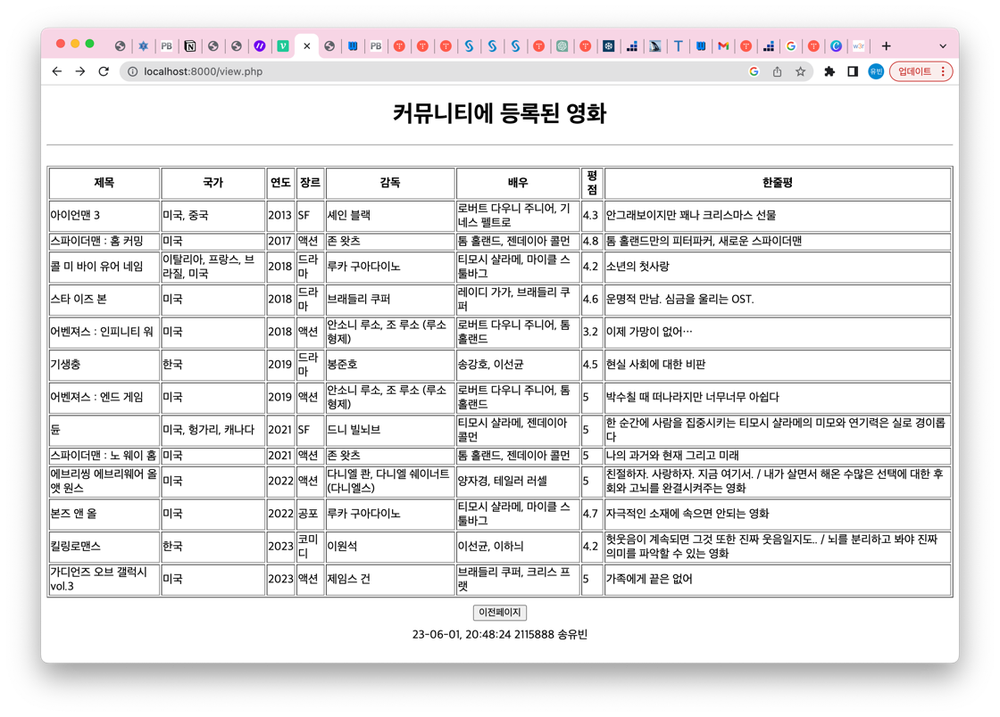 localhost:8000/view.php
유빈
업데이트
커뮤니티에 등록된 영화
제목 국가 연도 장르 감독 배우 평점 한줄평
아이언맨 3 미국, 중국 2013 SF 셰인 블랙 로버트 다우니 주니어, 기네스 펠트로 4.3 안그래보이지만 꽤나 크리스마스 선물
스파이더맨 : 홈 커밍 미국 2017 액션 존 왓츠 톰 홀랜드, 젠데이아 콜먼 4.8 톰 홀랜드만의 피터파커, 새로운 스파이더맨
콜 미 바이 유어 네임 이탈리아, 프랑스, 브라질, 미국 2018 드라마 루카 구아다이노 티모시 샬라메, 마이클 스툴바그 4.2 소년의 첫사랑
스타 이즈 본 미국 2018 드라마 브래들리 쿠퍼 레이디 가가, 브래들리 쿠퍼 4.6 운명적 만남. 심금을 울리는 OST.
어벤져스 : 인피니티 워 미국 2018 액션 안소니 루소, 조 루소 (루소 형제) 로버트 다우니 주니어, 톰 홀랜드 3.2 이제 가망이 없어…
기생충 한국 2019 드라마 봉준호 송강호, 이선균 4.5 현실 사회에 대한 비판
어벤져스 : 엔드 게임 미국 2019 액션 안소니 루소, 조 루소 (루소 형제) 로버트 다우니 주니어, 톰 홀랜드 5 박수칠 때 떠나라지만 너무너무 아쉽다
듄 미국, 헝가리, 캐나다 2021 SF 드니 빌뇌브 티모시 샬라메, 젠데이아 콜먼 5 한 순간에 사람을 집중시키는 티모시 샬라메의 미모와 연기력은 실로 경이롭다
스파이더맨 : 노 웨이 홈 미국 2021 액션 존 왓츠 톰 홀랜드, 젠데이아 콜먼 5 나의 과거와 현재 그리고 미래
에브리씽 에브리웨어 올 앳 원스 미국 2022 액션 다니엘 콴, 다니엘 쉐이너트 (다니엘스) 양자경, 테일러 러셀 5 친절하자. 사랑하자. 지금 여기서. / 내가 살면서 해온 수많은 선택에 대한 후회와 고뇌를 완결시켜주는 영화
본즈 앤 올 미국 2022 공포 루카 구아다이노 티모시 샬라메, 마이클 스툴바그 4.7 자극적인 소재에 속으면 안되는 영화
킬링로맨스 한국 2023 코미디 이원석 이선균, 이하늬 4.2 헛웃음이 계속되면 그것 또한 진짜 웃음일지도.. / 뇌를 분리하고 봐야 진짜 의미를 파악할 수 있는 영화
가디언즈 오브 갤럭시 vol.3 미국 2023 액션 제임스 건 브래들리 쿠퍼, 크리스 프랫 5 가족에게 끝은 없어
이전페이지
23-06-01, 20:48:24 2115888 송유빈